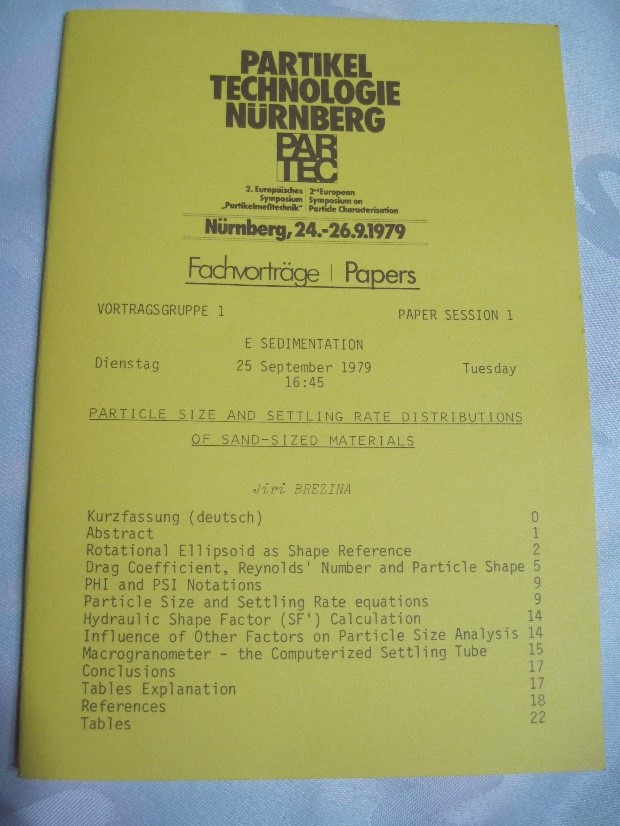 PARTIKEL
TECHNOLOGIE
NÜRNBERG
PAR
TEC
2. Europäisches
Symposium
„Partikelmeßtechnik"
2nd European
Symposium on
Particle Characterisation
Nürnberg, 24.-26.9.1979
Fachvorträge | Papers
VORTRAGSGRUPPE 1 PAPER SESSION 1
E SEDIMENTATION
Dienstag 25 September 1979 Tuesday
16:45
PARTICLE SIZE AND SETTLING RATE DISTRIBUTIONS
OF SAND-SIZED MATERIALS
Jiri BREZINA
Kurzfassung (deutsch) 0
Abstract 1
Rotational Ellipsoid as Shape Reference 2
Drag Coefficient, Reynolds' Number and Particle Shape 5
PHI and PSI Notations 9
Particle Size and Settling Rate equations 9
Hydraulic Shape Factor (SF') Calculation 14
Influence of Other Factors on Particle Size Analysis 14
Macrogranometer - the Computerized Settling Tube 15
Conclusions 17
Tables Explanation 17
References 18
Tables 22